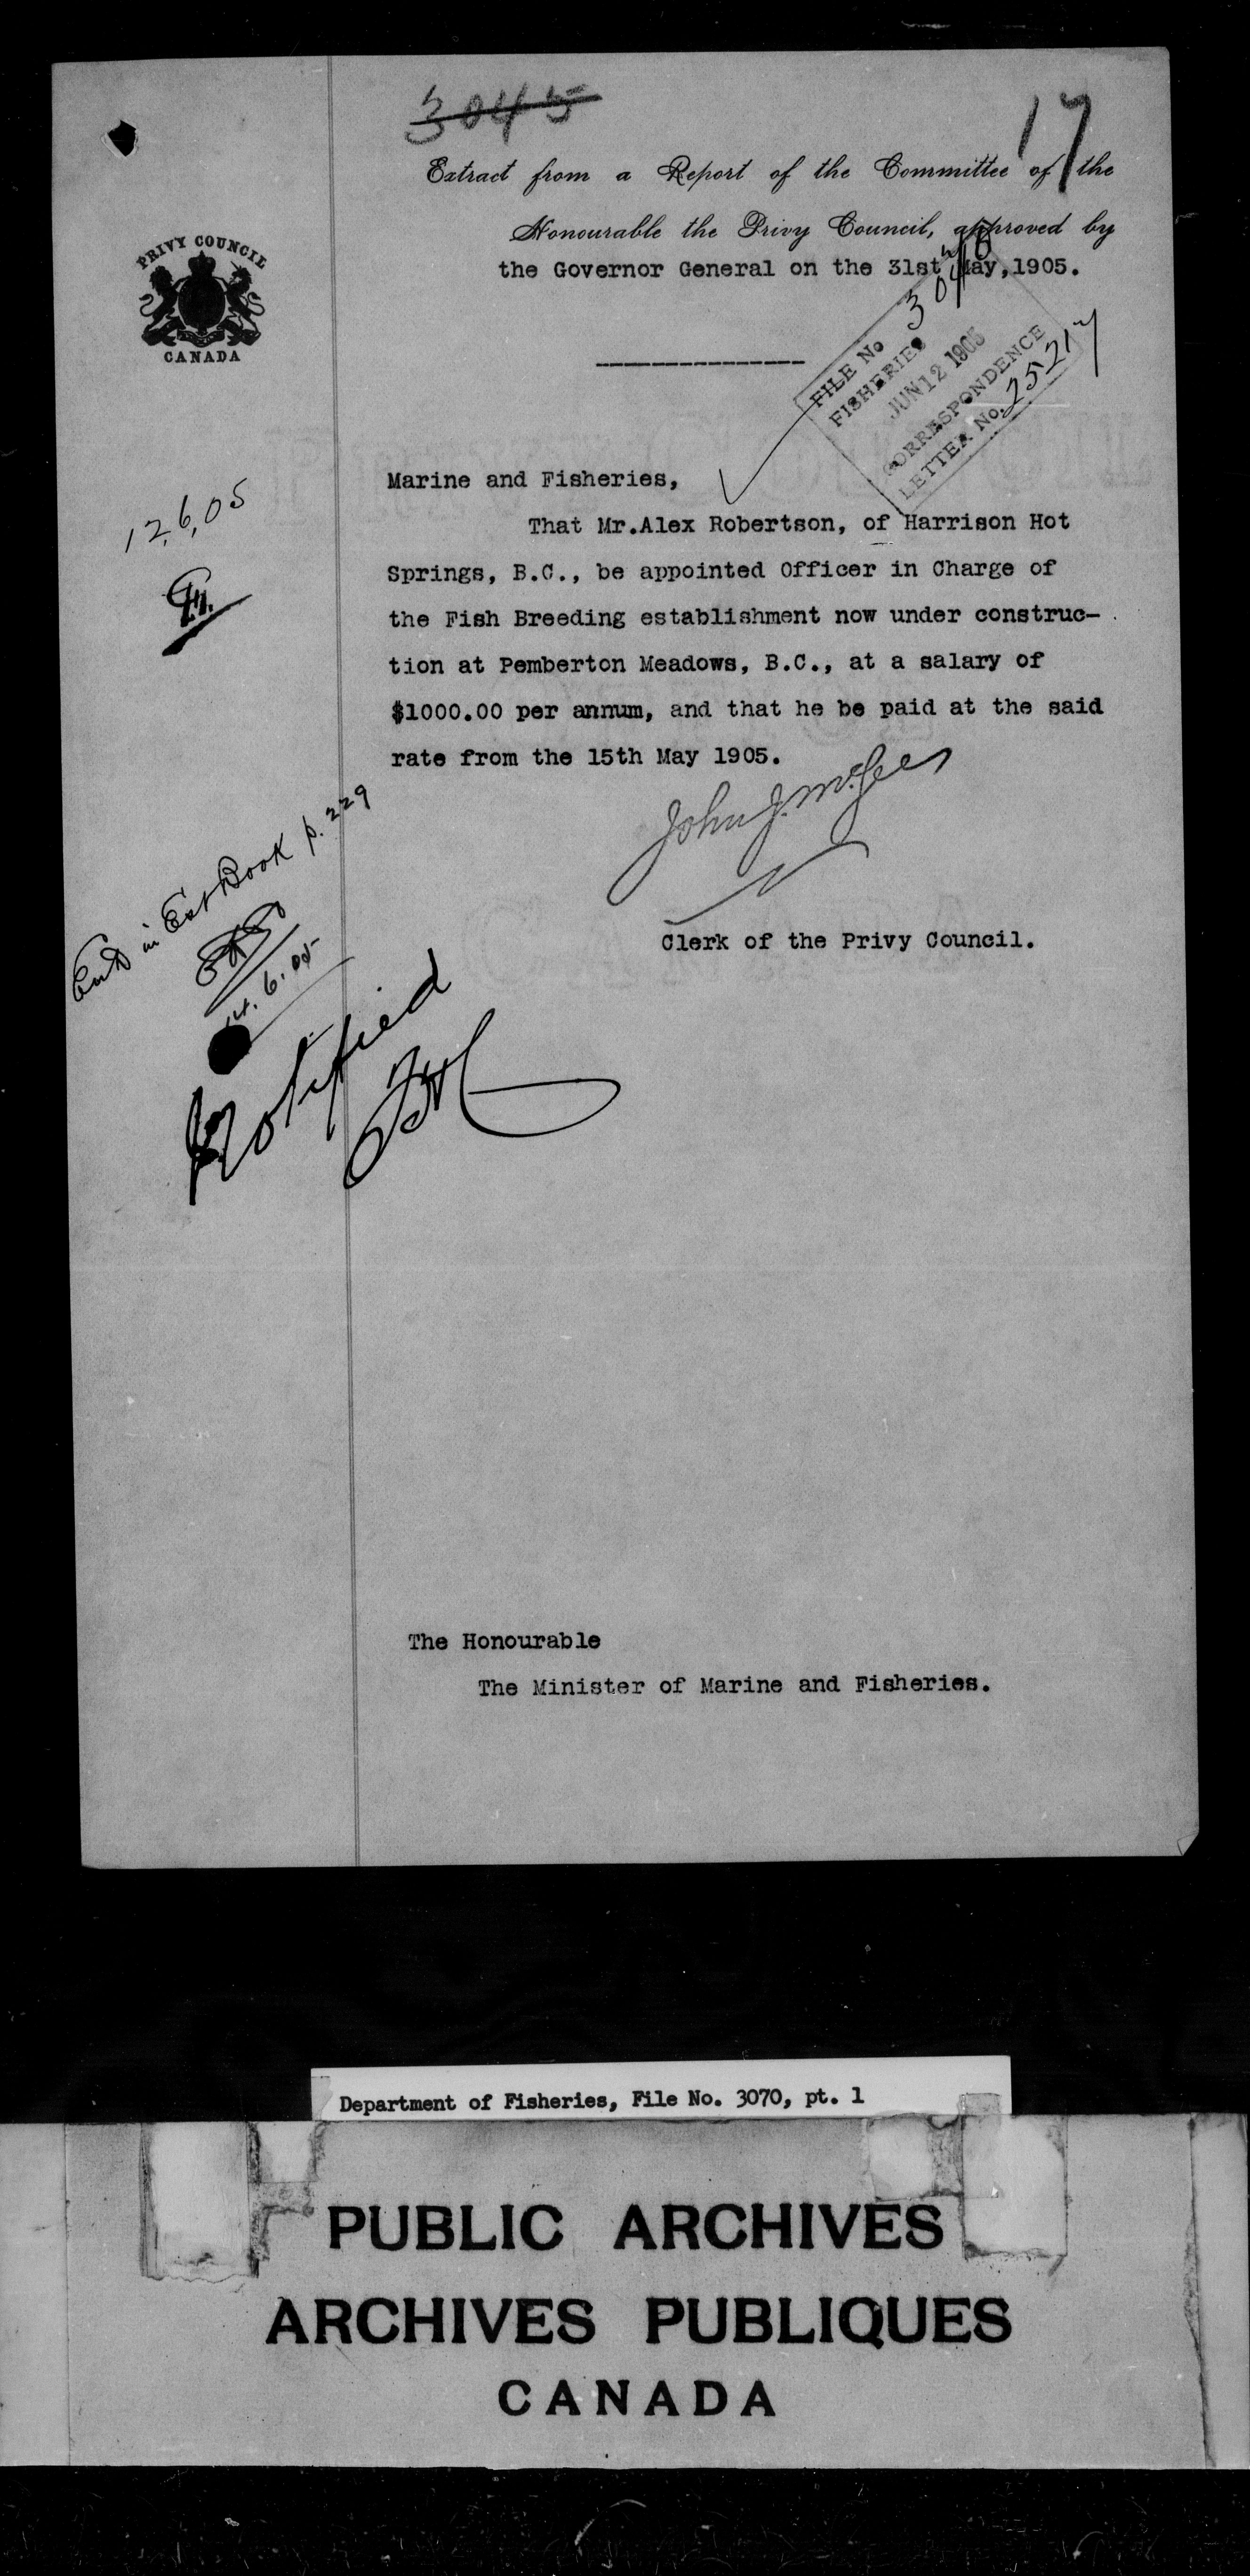 3045
17
Extract from a Report of the Committee of the
Honourable the Privy Council, approved by
the Governor General on the 31st May, 1905.
PRIVY COUNCIL
CANADA
FILE No
FISHERIES
JUN 12 1905
CORRESPONDENCE
LETTER No. 25217
Marine and Fisheries,
12,6,05
That Mr. Alex Robertson, of Harrison Hot
Springs, B.C., be appointed Officer in Charge of
the Fish Breeding establishment now under construc-
tion at Pemberton Meadows, B.C., at a salary of
$1000.00 per annum, and that he be paid at the said
rate from the 15th May 1905.
John J. McGee
Clerk of the Privy Council.
Entd in Est Book p. 229
14.6.05
Notified
The Honourable
The Minister of Marine and Fisheries.
Department of Fisheries, File No. 3070, pt. 1
PUBLIC ARCHIVES
ARCHIVES PUBLIQUES
CANADA